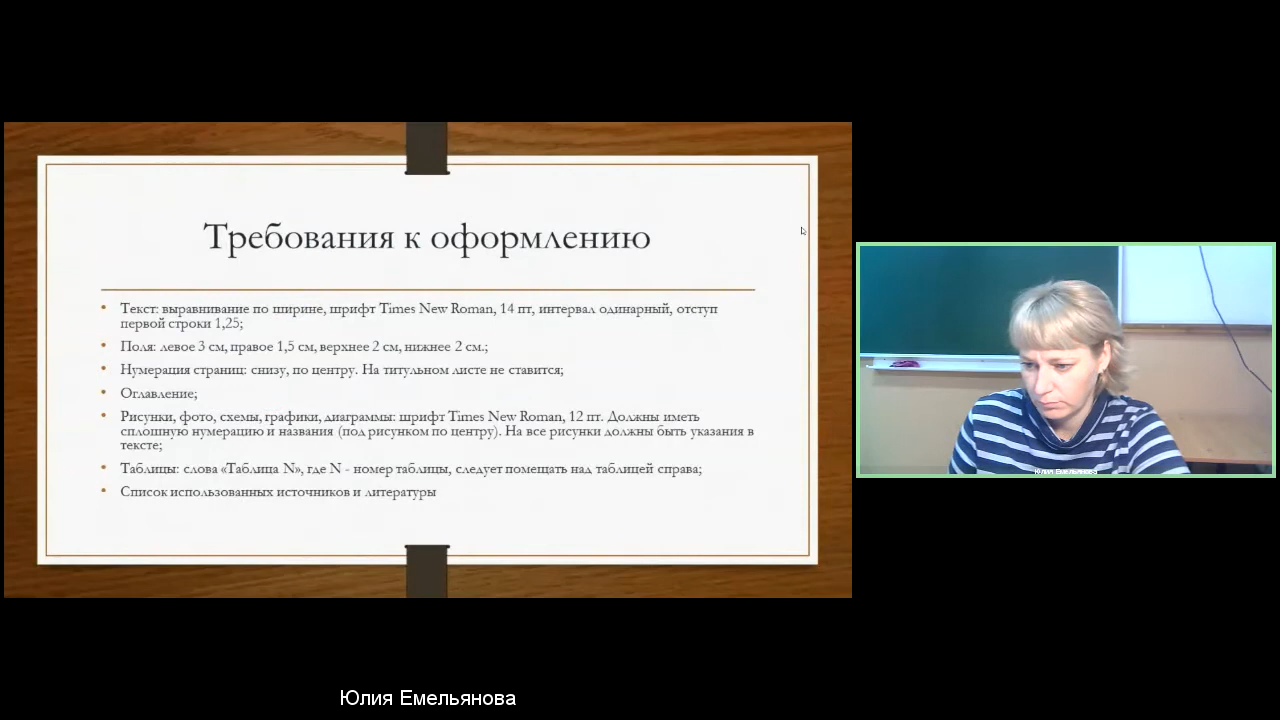 Требования к оформлению
• Текст: выравнивание по ширине, шрифт Times New Roman, 14 пт, интервал одинарный, отступ
первой строки 1,25;
• Поля: левое 3 см, правое 1,5 см, верхнее 2 см, нижнее 2 см.;
• Нумерация страниц: снизу, по центру. На титульном листе не ставится;
• Оглавление;
• Рисунки, фото, схемы, графики, диаграммы: шрифт Times New Roman, 12 пт. Должны иметь
сплошную нумерацию и названия (под рисунком по центру). На все рисунки должны быть указания в
тексте;
• Таблицы: слова «Таблица N», где N - номер таблицы, следует помещать над таблицей справа;
• Список использованных источников и литературы
Юлия Емельянова
Юлия Емельянова